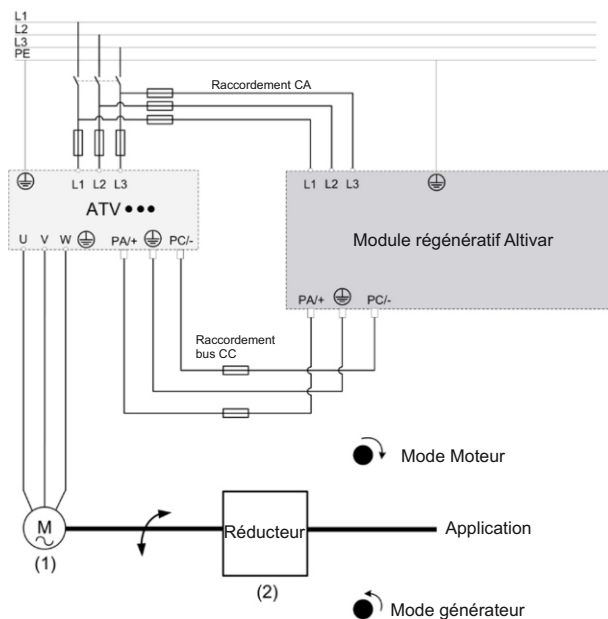 L1
L2
L3
PE
Raccordement CA
L1 L2 L3
L1 L2 L3
ATV •••
Module régénératif Altivar
U V W PA/+ PC/-
PA/+ PC/-
Raccordement
bus CC
Mode Moteur
M
Réducteur
Application
(1)
(2)
Mode générateur